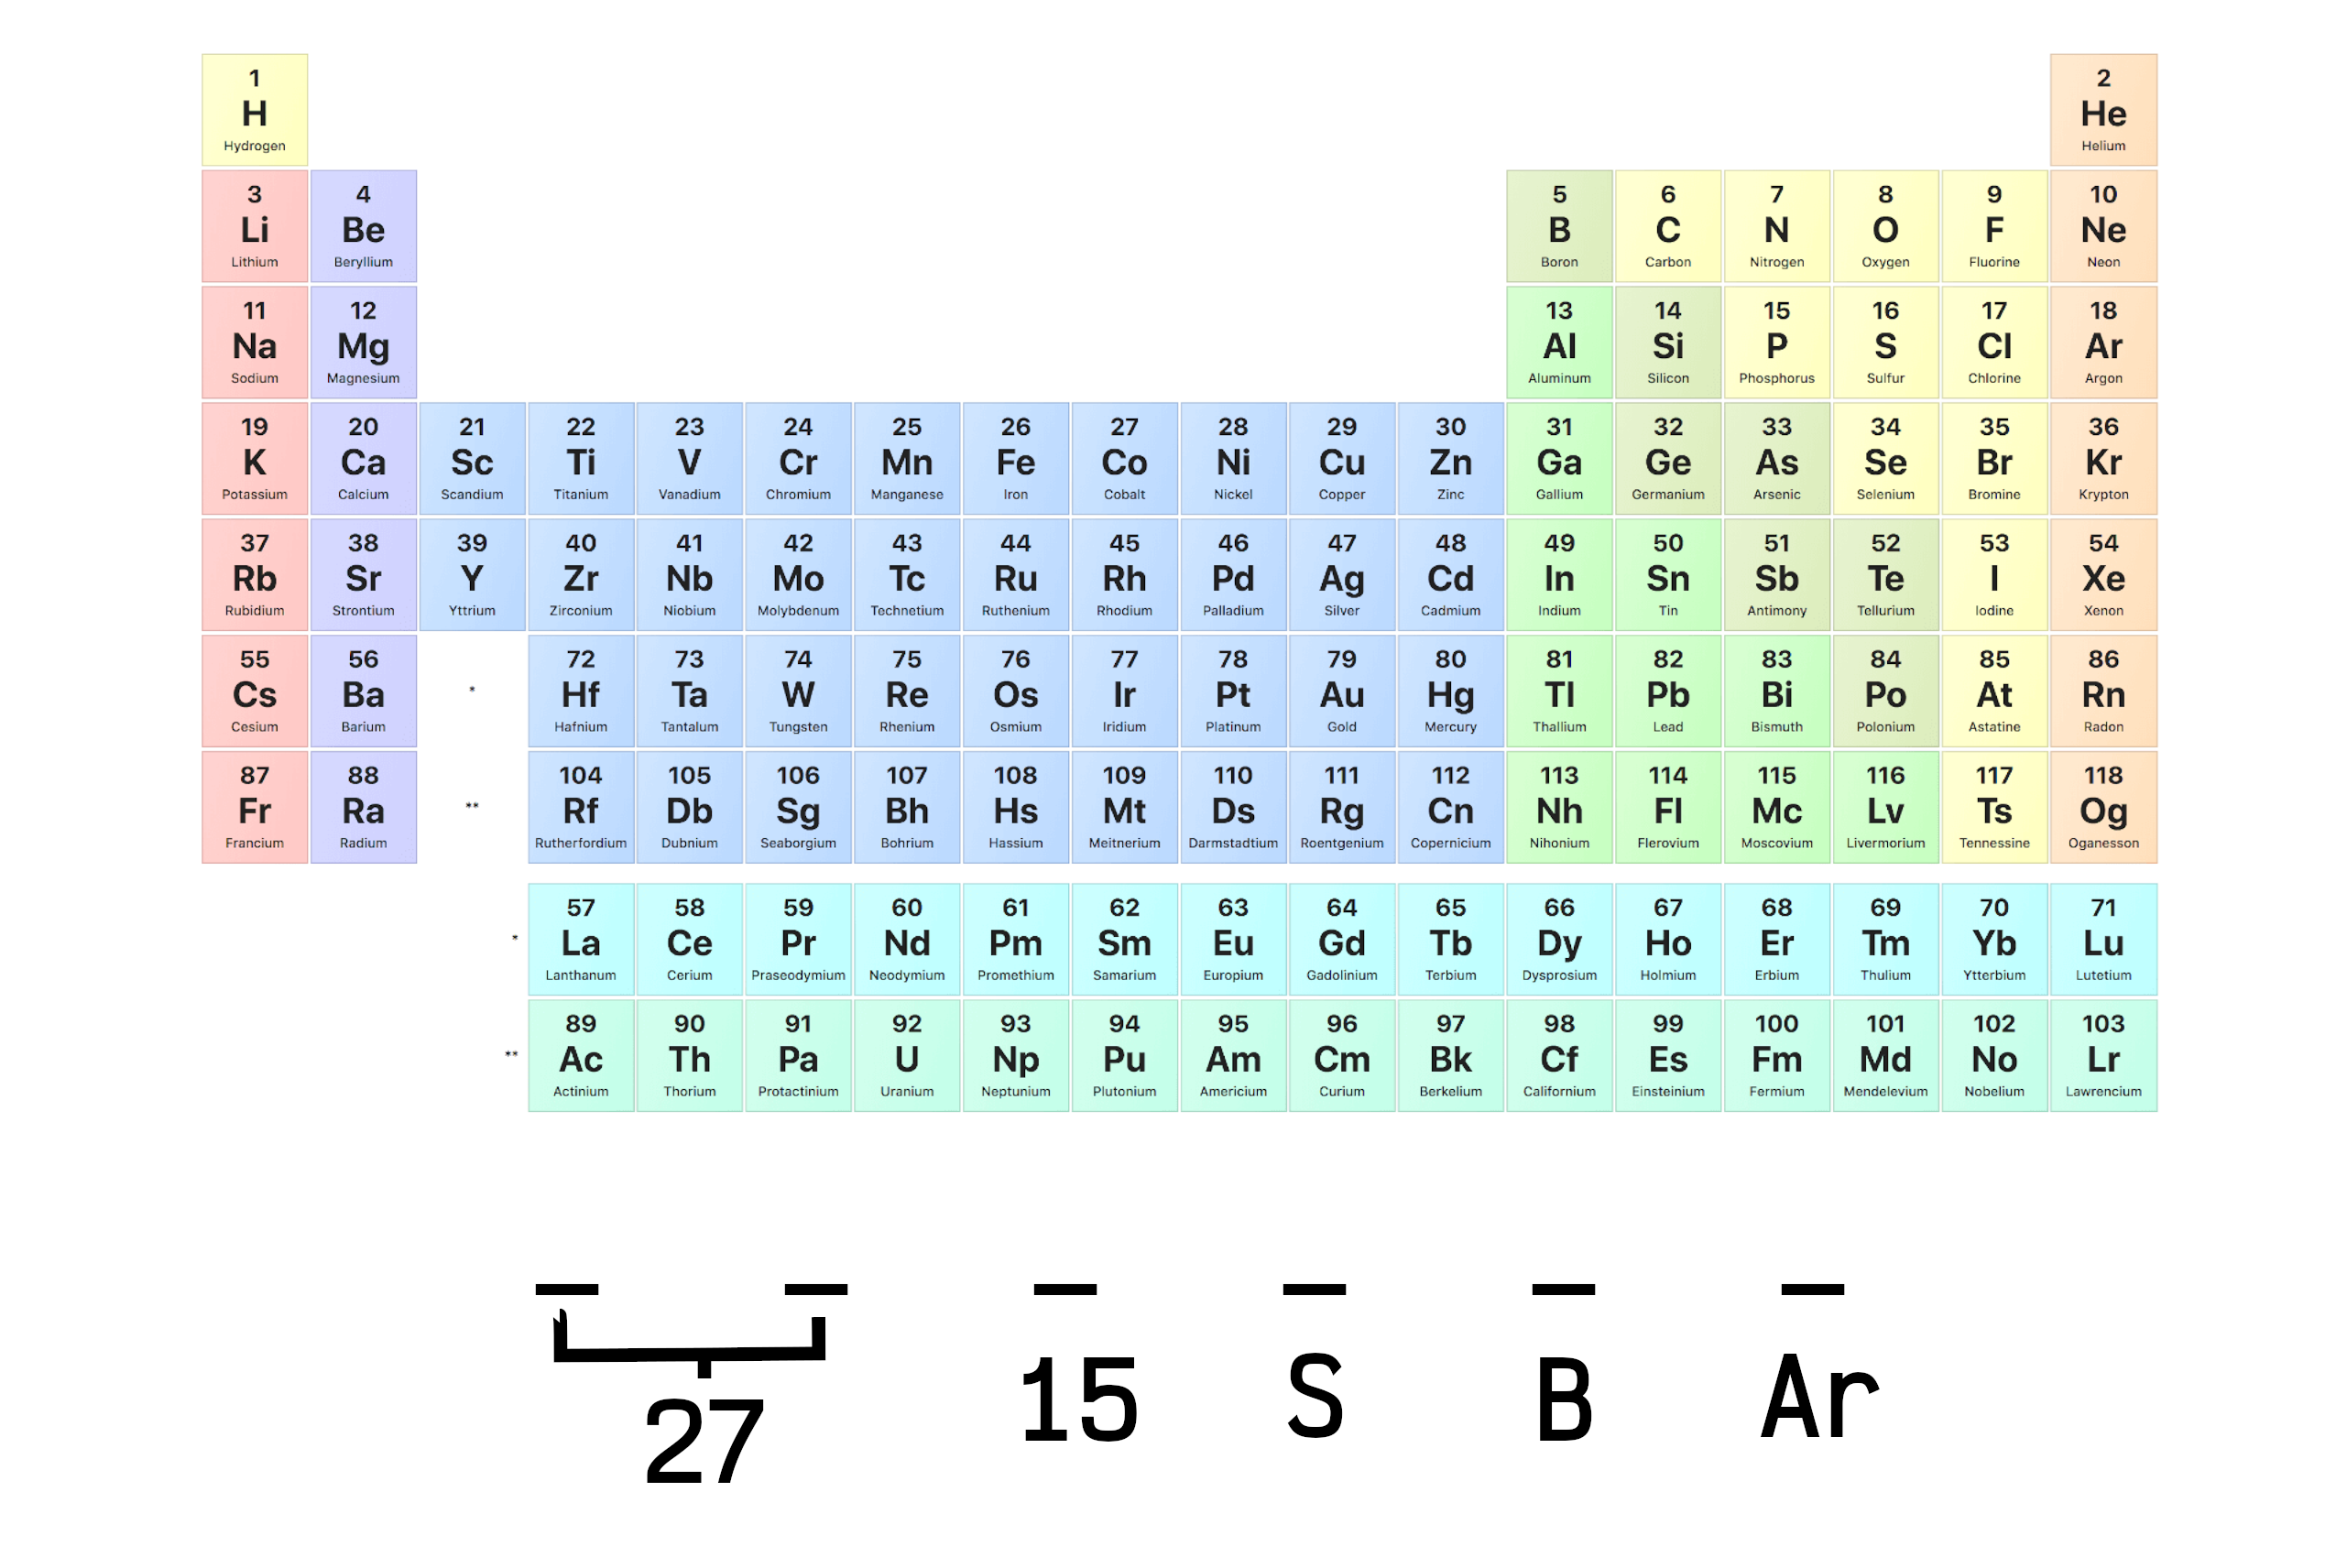 1 2
H He
Hydrogen Helium
3 4 5 6 7 8 9 10
Li Be B C N O F Ne
Lithium Beryllium Boron Carbon Nitrogen Oxygen Fluorine Neon
11 12 13 14 15 16 17 18
Na Mg Al Si P S Cl Ar
Sodium Magnesium Aluminum Silicon Phosphorus Sulfur Chlorine Argon
19 20 21 22 23 24 25 26 27 28 29 30 31 32 33 34 35 36
K Ca Sc Ti V Cr Mn Fe Co Ni Cu Zn Ga Ge As Se Br Kr
Potassium Calcium Scandium Titanium Vanadium Chromium Manganese Iron Cobalt Nickel Copper Zinc Gallium Germanium Arsenic Selenium Bromine Krypton
37 38 39 40 41 42 43 44 45 46 47 48 49 50 51 52 53 54
Rb Sr Y Zr Nb Mo Tc Ru Rh Pd Ag Cd In Sn Sb Te I Xe
Rubidium Strontium Yttrium Zirconium Niobium Molybdenum Technetium Ruthenium Rhodium Palladium Silver Cadmium Indium Tin Antimony Tellurium Iodine Xenon
55 56 72 73 74 75 76 77 78 79 80 81 82 83 84 85 86
Cs Ba * Hf Ta W Re Os Ir Pt Au Hg Tl Pb Bi Po At Rn
Cesium Barium Hafnium Tantalum Tungsten Rhenium Osmium Iridium Platinum Gold Mercury Thallium Lead Bismuth Polonium Astatine Radon
87 88 104 105 106 107 108 109 110 111 112 113 114 115 116 117 118
Fr Ra ** Rf Db Sg Bh Hs Mt Ds Rg Cn Nh Fl Mc Lv Ts Og
Francium Radium Rutherfordium Dubnium Seaborgium Bohrium Hassium Meitnerium Darmstadtium Roentgenium Copernicium Nihonium Flerovium Moscovium Livermorium Tennessine Oganesson
57 58 59 60 61 62 63 64 65 66 67 68 69 70 71
* La Ce Pr Nd Pm Sm Eu Gd Tb Dy Ho Er Tm Yb Lu
Lanthanum Cerium Praseodymium Neodymium Promethium Samarium Europium Gadolinium Terbium Dysprosium Holmium Erbium Thulium Ytterbium Lutetium
89 90 91 92 93 94 95 96 97 98 99 100 101 102 103
** Ac Th Pa U Np Pu Am Cm Bk Cf Es Fm Md No Lr
Actinium Thorium Protactinium Uranium Neptunium Plutonium Americium Curium Berkelium Californium Einsteinium Fermium Mendelevium Nobelium Lawrencium
_ _ _ _ _ _
27 15 S B Ar